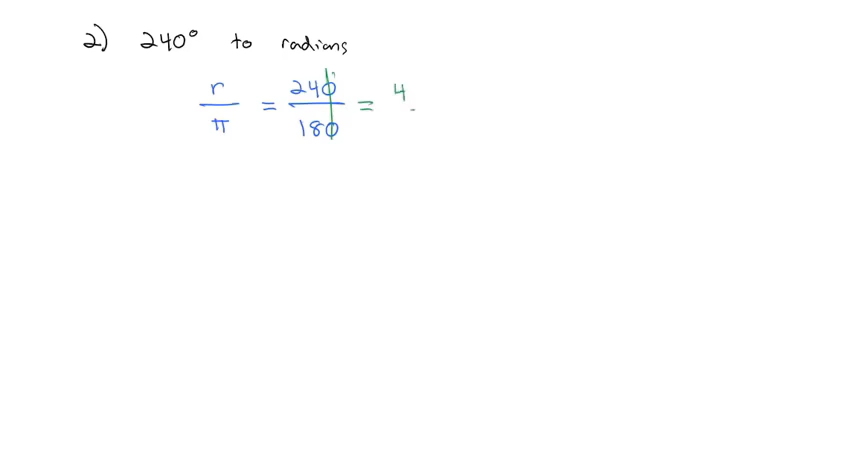 2) 240° to radians
r/π = 240/180 = 4